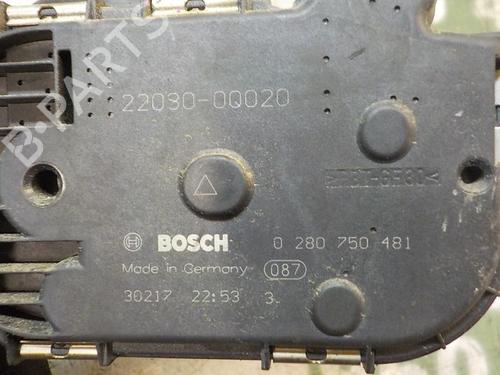 B-PARTS
22030-0Q020
BOSCH 0 280 750 481
Made in Germany 087
30217 22:53 3